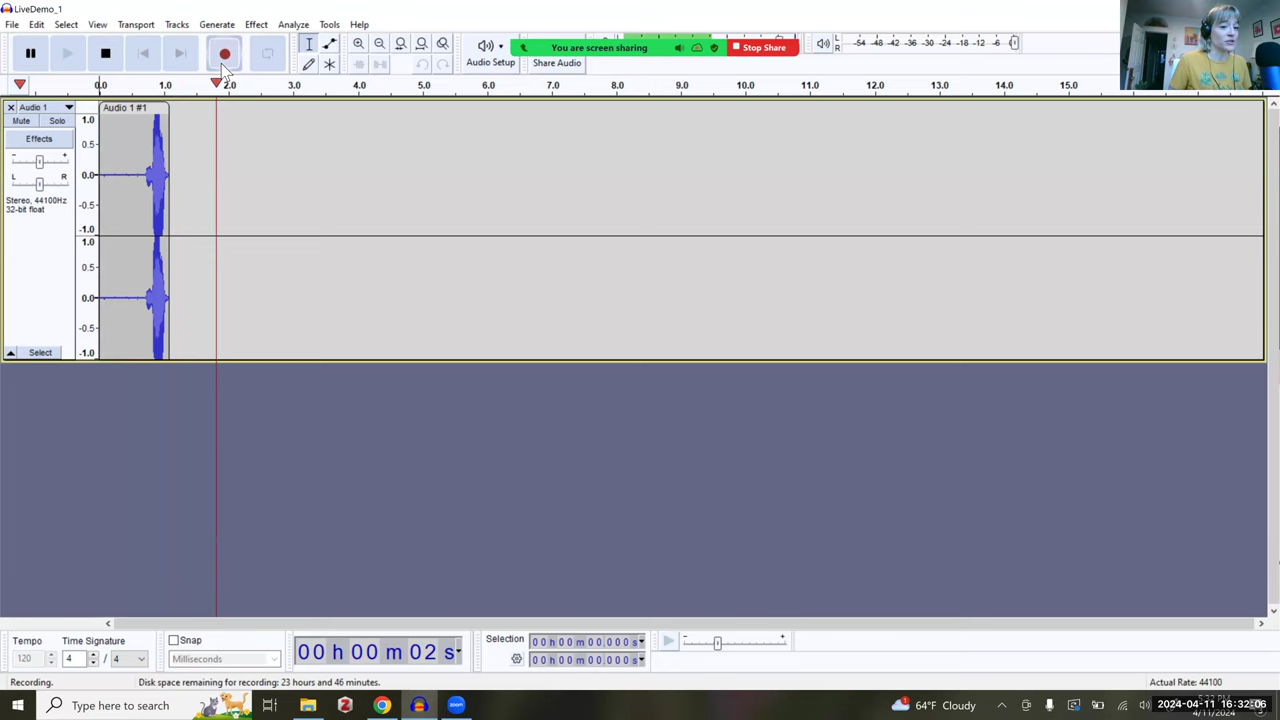 LiveDemo_1
File Edit Select View Transport Tracks Generate Effect Analyze Tools Help
You are screen sharing
Stop Share
Audio Setup
Share Audio
L
R
-54 -48 -42 -36 -30 -24 -18 -12 -6
0.0 1.0 2.0 3.0 4.0 5.0 6.0 7.0 8.0 9.0 10.0 11.0 12.0 13.0 14.0 15.0
Audio 1
Audio 1 #1
Mute Solo
Effects
- +
L R
Stereo, 44100Hz
32-bit float
Select
1.0
0.5
0.0
-0.5
-1.0
1.0
0.5
0.0
-0.5
-1.0
Tempo
120
Time Signature
4 / 4
Snap
Milliseconds
00 h 00 m 02 s
Selection
00 h 00 m 00.000 s
00 h 00 m 00.000 s
- +
Recording.
Disk space remaining for recording: 23 hours and 46 minutes.
Actual Rate: 44100
Type here to search
64°F Cloudy
2024-04-11 16:32:06
4/11/2024